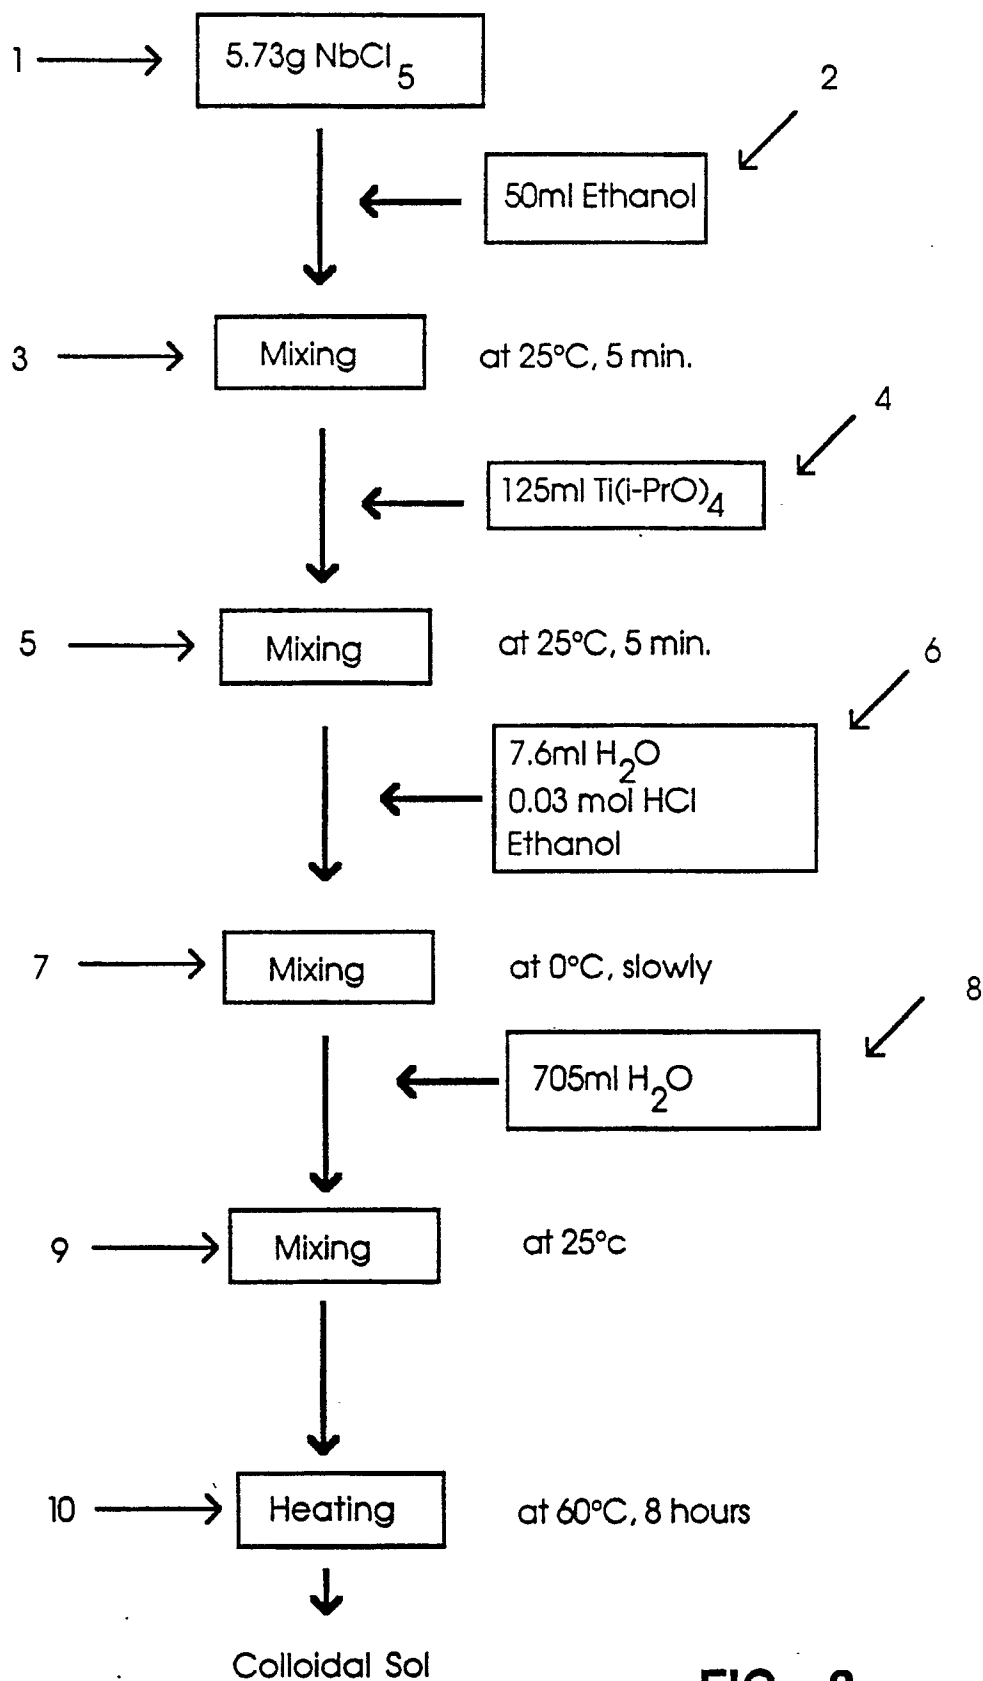 1
5.73g NbCl5
2
50ml Ethanol
3
Mixing
at 25°C, 5 min.
4
125ml Ti(i-PrO)4
5
Mixing
at 25°C, 5 min.
6
7.6ml H2O
0.03 mol HCl
Ethanol
7
Mixing
at 0°C, slowly
8
705ml H2O
9
Mixing
at 25°c
10
Heating
at 60°C, 8 hours
Colloidal Sol